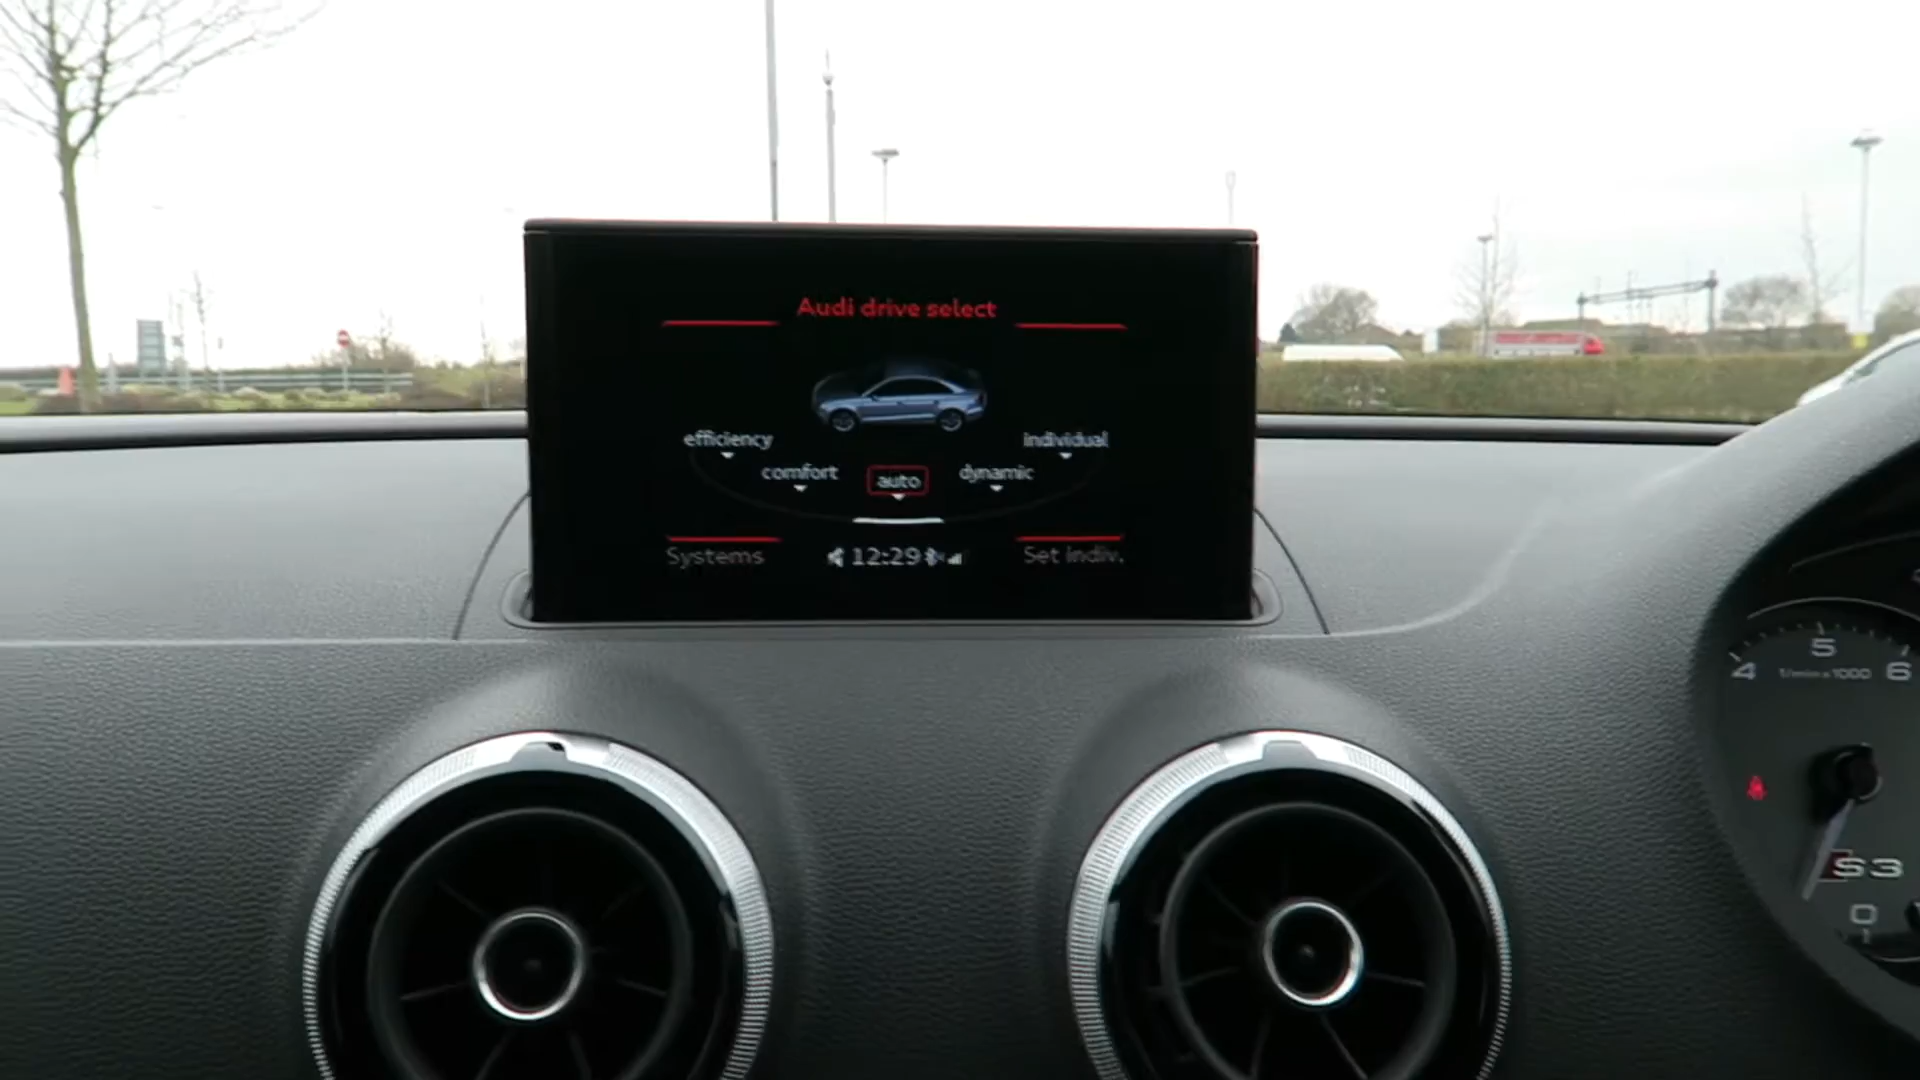 Audi drive select
efficiency
individual
comfort
auto
dynamic
Systems
12:29
Set indiv.
4
5
6
1/min x 1000
S3
0